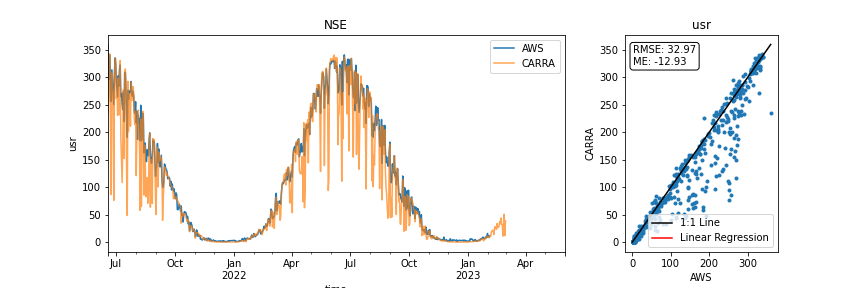 NSE
usr
350
300
250
200
150
100
50
0
AWS
CARRA
Jul
Oct
Jan
2022
Apr
Jul
Oct
Jan
2023
Apr
usr
RMSE: 32.97
ME: -12.93
CARRA
350
300
250
200
150
100
50
0
1:1 Line
Linear Regression
0
100
200
300
AWS